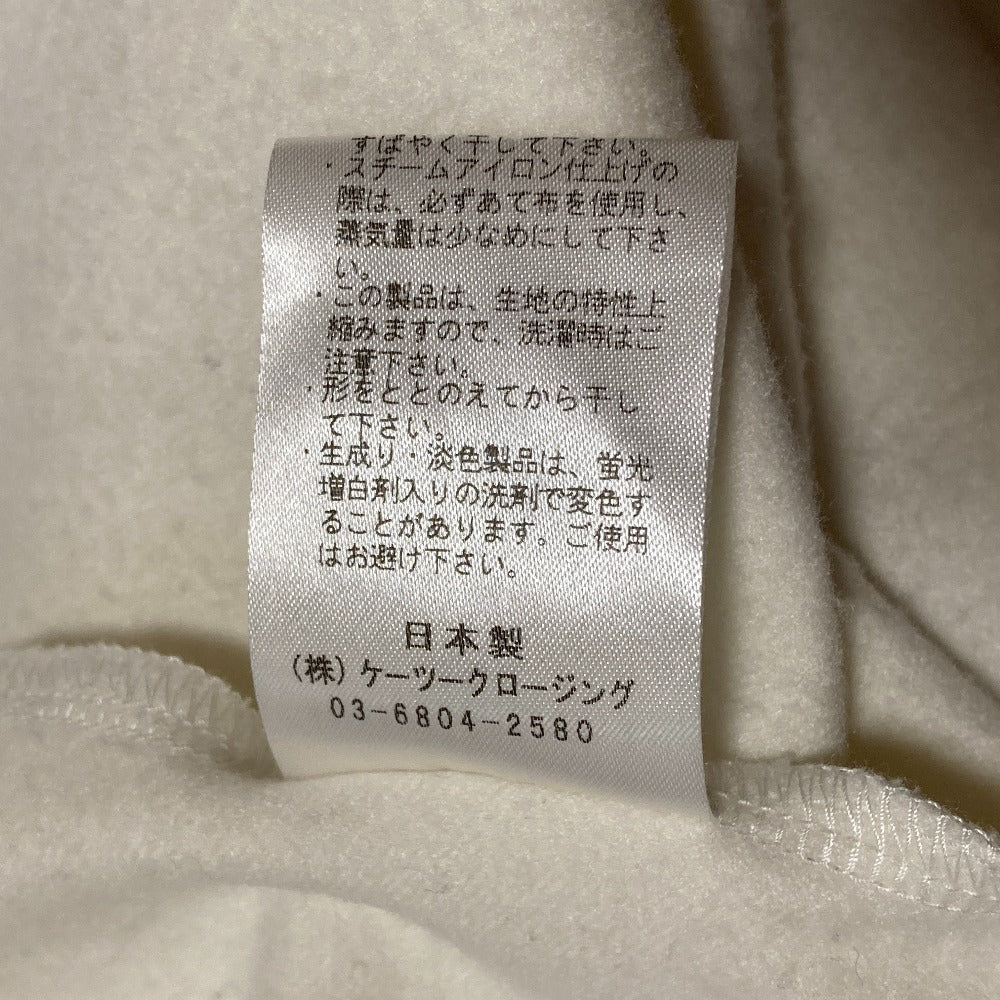 すばやく干して下さい。
・スチームアイロン仕上げの
際は、必ずあて布を使用し、
蒸気量は少なめにして下さ
い。
・この製品は、生地の特性上
縮みますので、洗濯時はご
注意下さい。
・形をととのえてから干し
て下さい。
・生成り・淡色製品は、蛍光
増白剤入りの洗剤で変色す
ることがあります。ご使用
はお避け下さい。
日本製
(株)ケーツークロージング
03-6804-2580